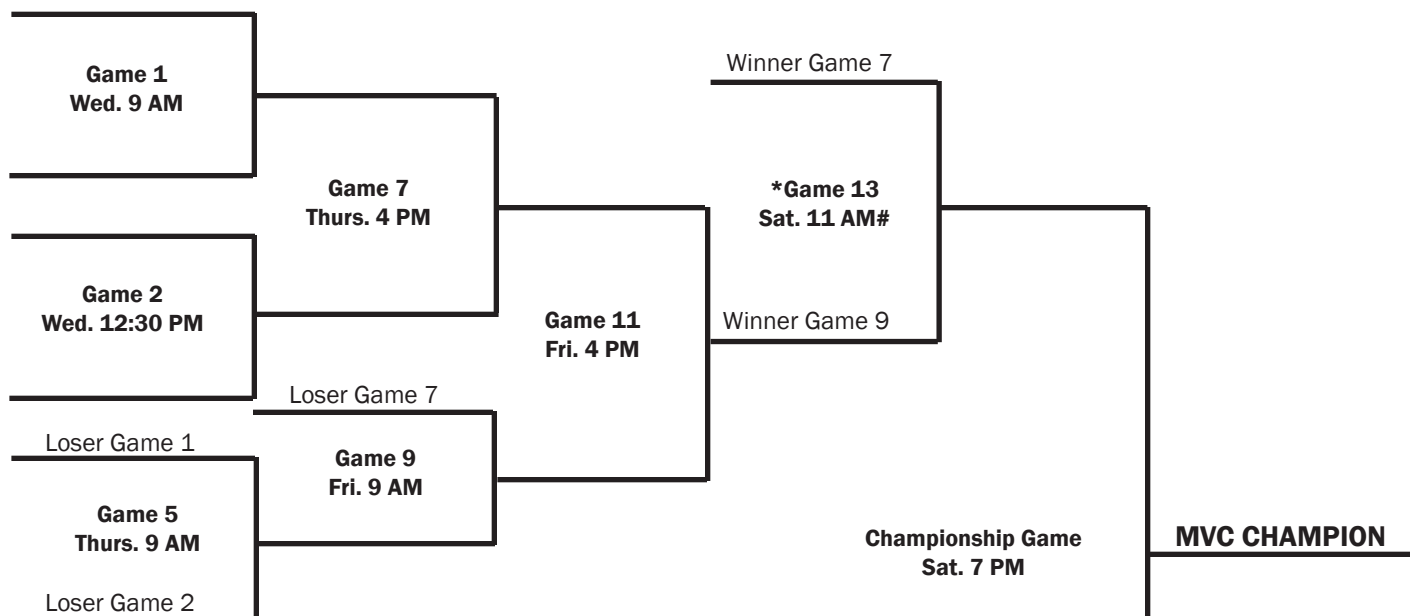 Game 1
Wed. 9 AM
Game 2
Wed. 12:30 PM
Loser Game 1
Game 5
Thurs. 9 AM
Loser Game 2
Game 7
Thurs. 4 PM
Loser Game 7
Game 9
Fri. 9 AM
Game 11
Fri. 4 PM
Winner Game 7
*Game 13
Sat. 11 AM#
Winner Game 9
Championship Game
Sat. 7 PM
MVC CHAMPION